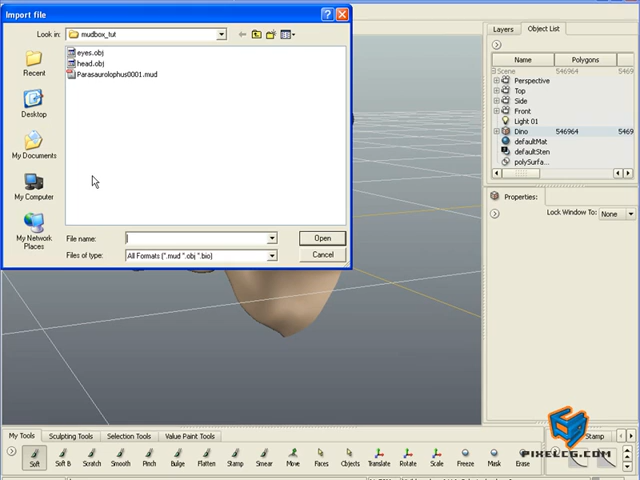 Import file
Look in:
mudbox_tut
eyes.obj
head.obj
Parasaurolophus0001.mud
Recent
Desktop
My Documents
My Computer
My Network
Places
File name:
Open
Files of type:
All Formats (*.mud *.obj *.bio)
Cancel
Layers
Object List
Name
Polygons
Scene
546964
5469
Perspective
Top
Side
Front
Light 01
Dino
546964
5469
defaultMat
defaultSten
polySurfa...
Properties:
Lock Window To:
None
My Tools
Sculpting Tools
Selection Tools
Value Paint Tools
Stamp
Soft
Soft B
Scratch
Smooth
Pinch
Bulge
Flatten
Stamp
Smear
Move
Faces
Objects
Translate
Rotate
Scale
Freeze
Mask
Erase
PIXELCG.COM